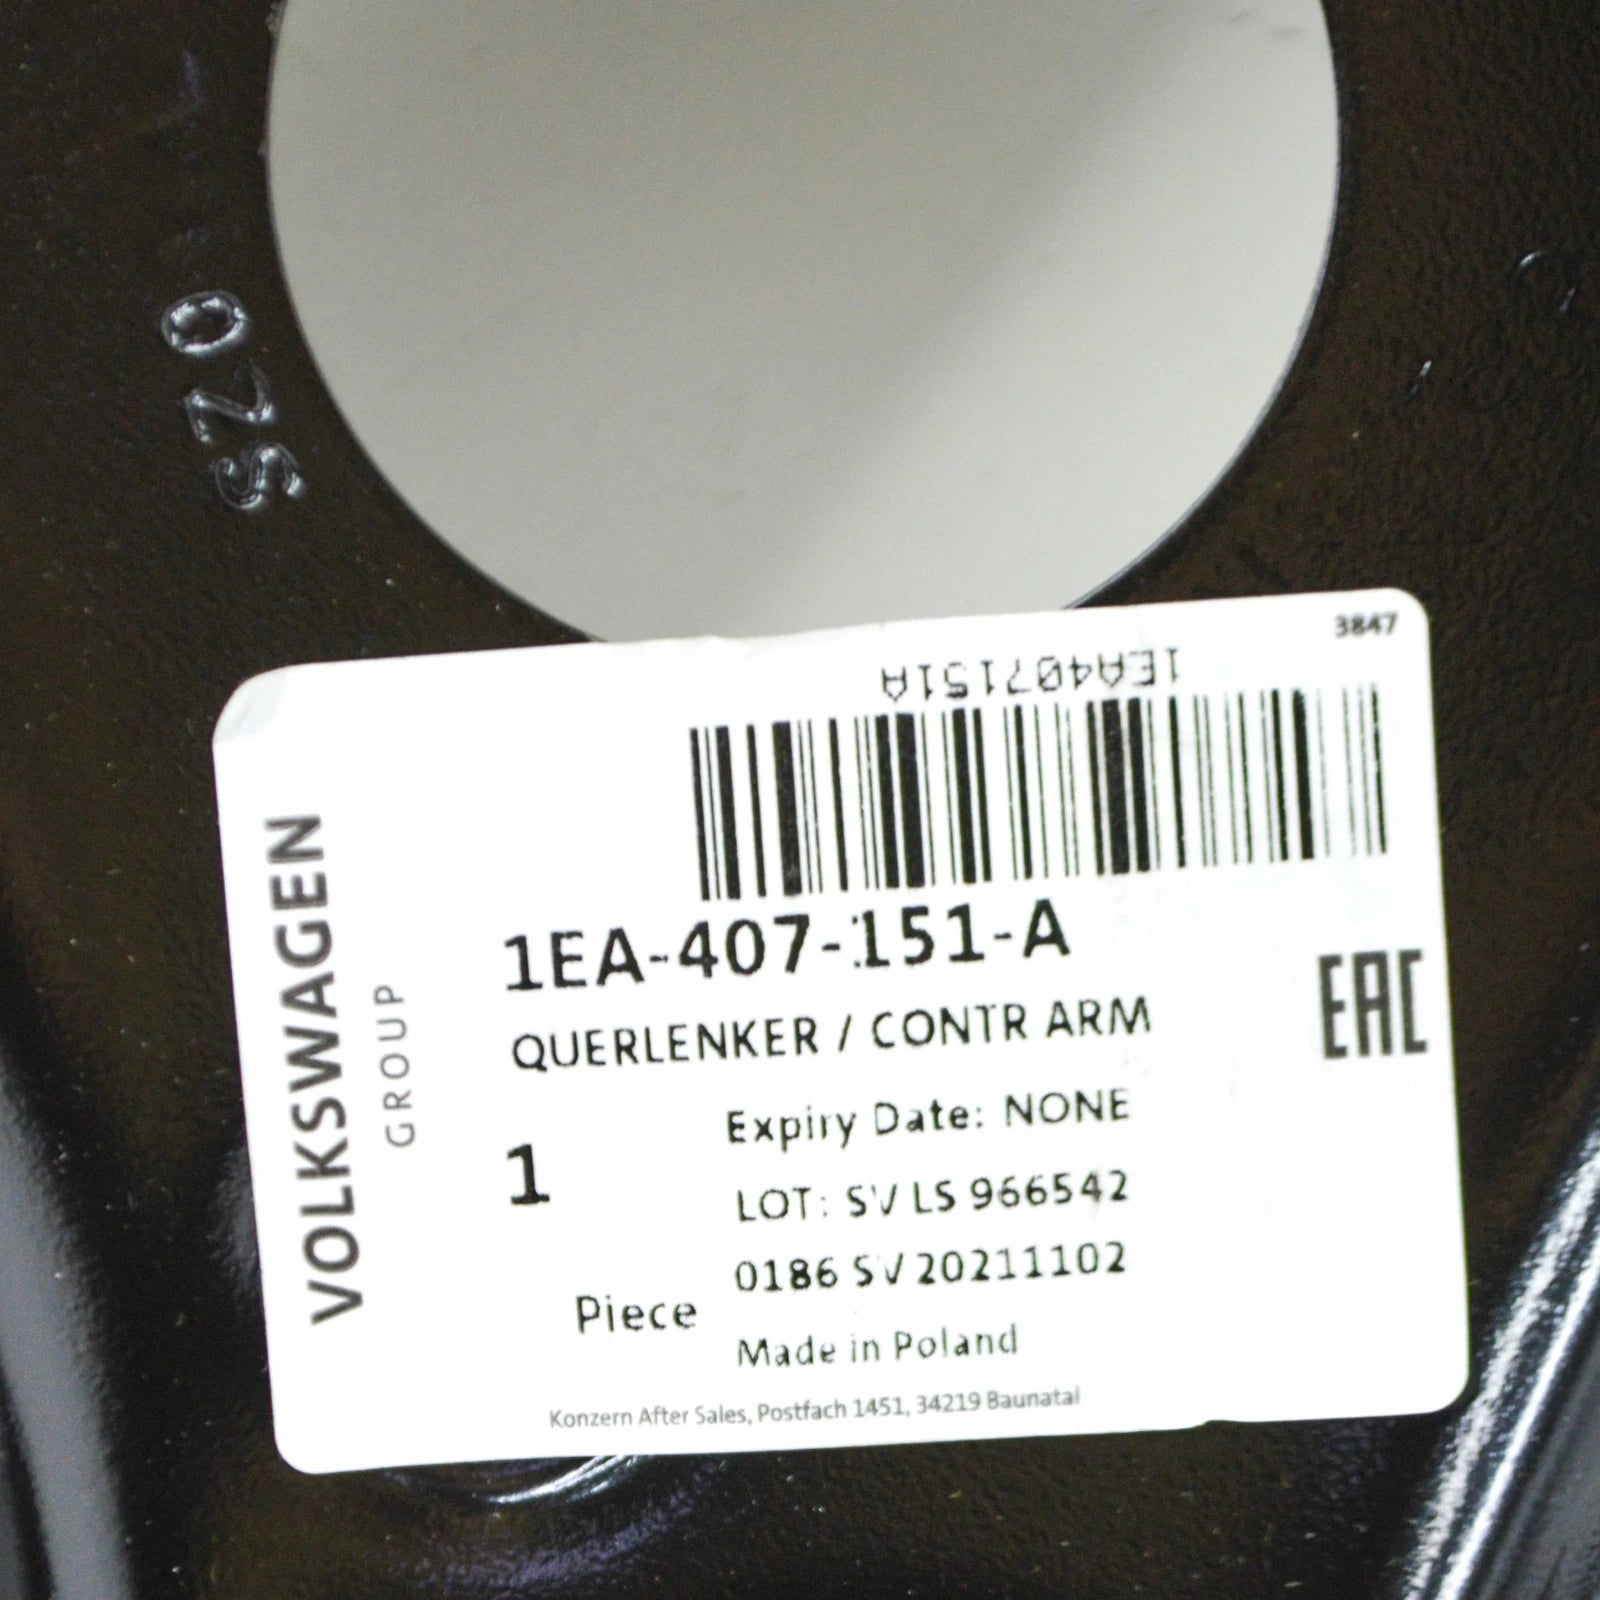 SZO
3847
1EA407151A
VOLKSWAGEN
GROUP
1EA-407-151-A
QUERLENKER / CONTR ARM
EAC
1
Piece
Expiry Date: NONE
LOT: SV LS 966542
0186 SV 20211102
Made in Poland
Konzern After Sales, Postfach 1451, 34219 Baunatal